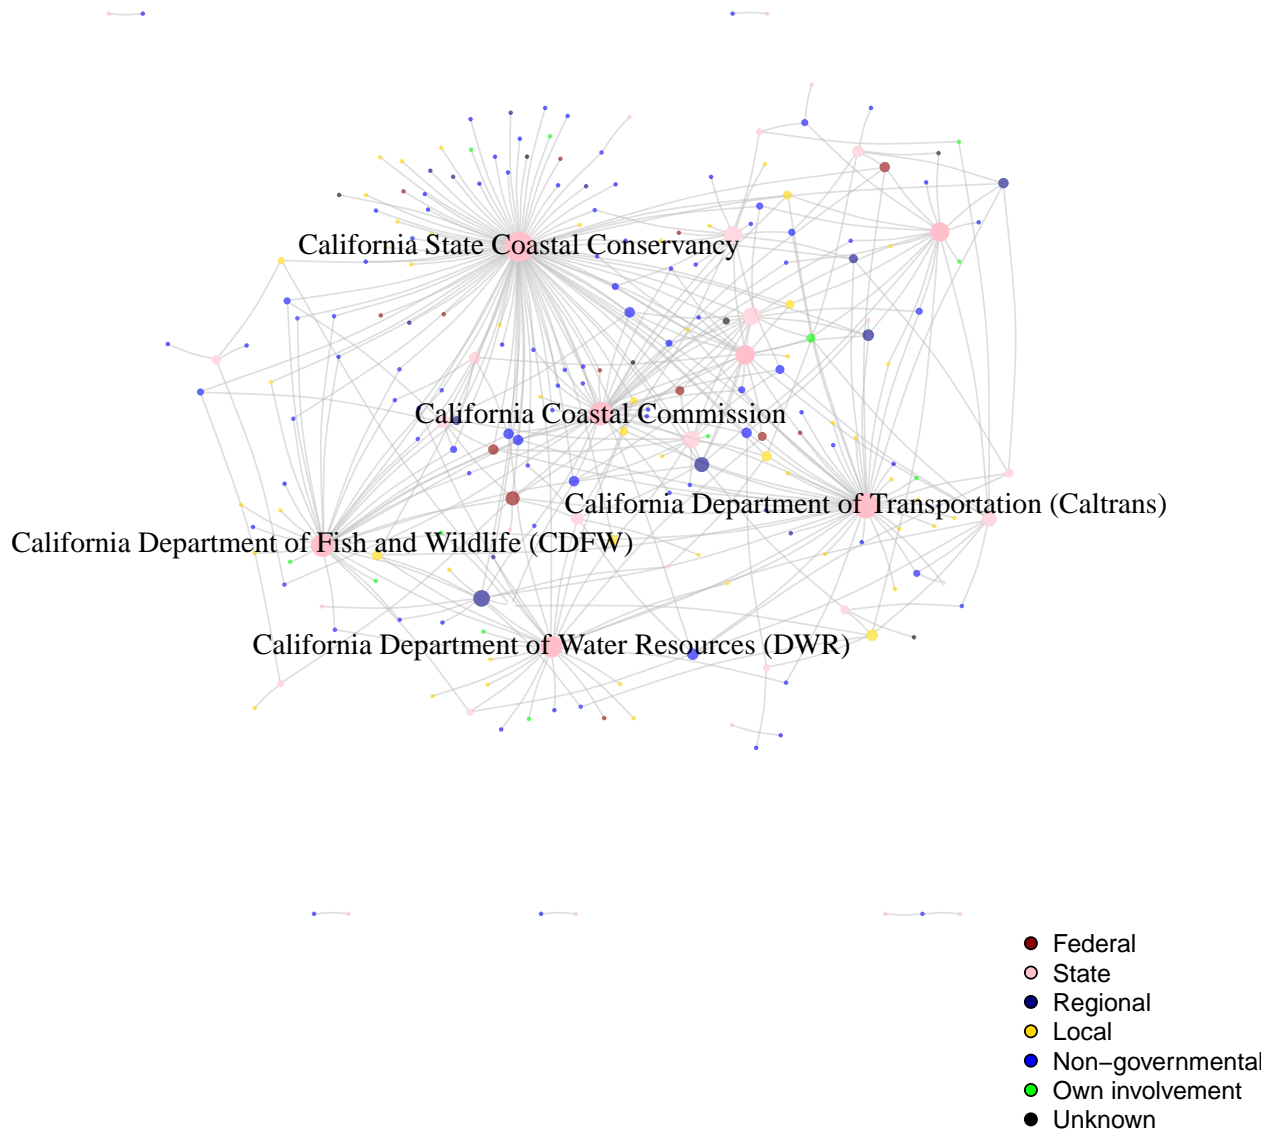 California State Coastal Conservancy
California Coastal Commission
California Department of Transportation (Caltrans)
California Department of Fish and Wildlife (CDFW)
California Department of Water Resources (DWR)
Federal
State
Regional
Local
Non−governmental
Own involvement
Unknown